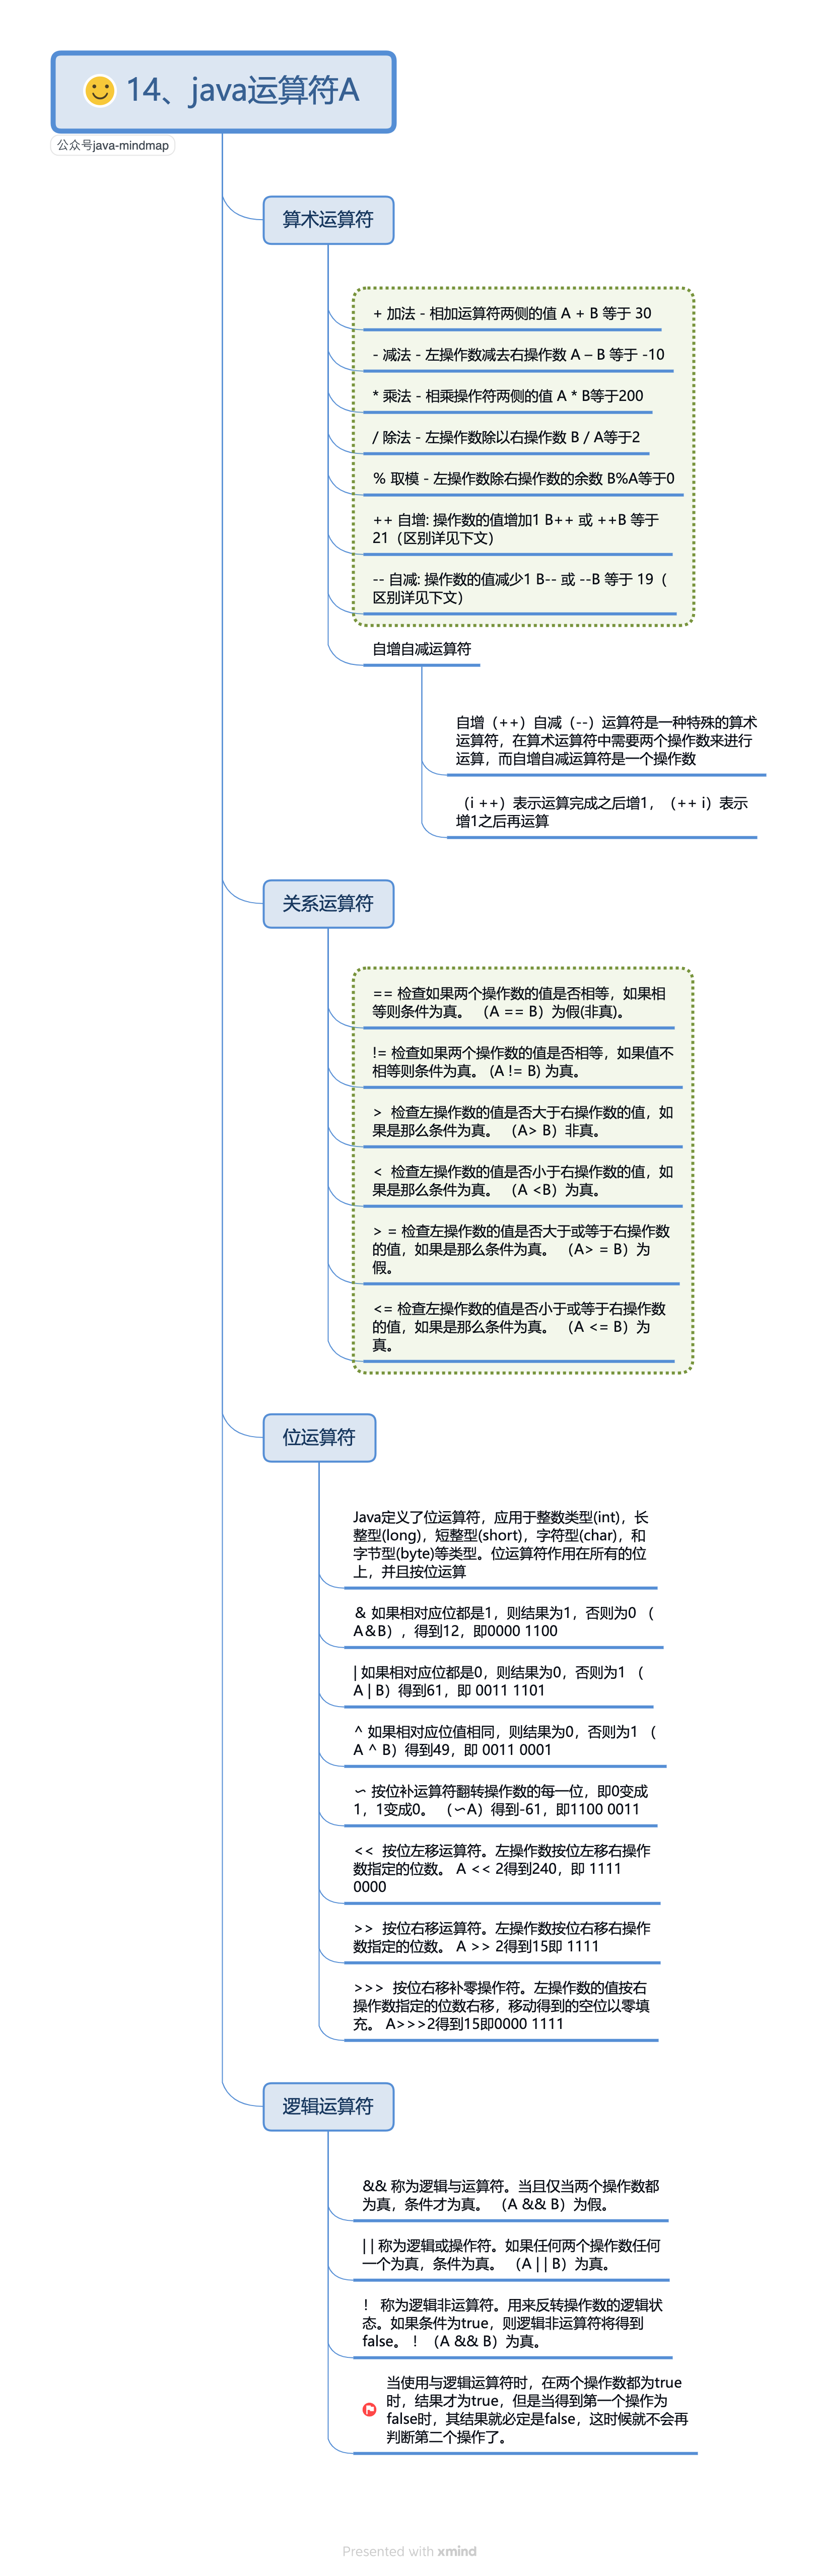 14、java运算符A
公众号java-mindmap
算术运算符
+ 加法 - 相加运算符两侧的值 A + B 等于 30
- 减法 - 左操作数减去右操作数 A – B 等于 -10
* 乘法 - 相乘操作符两侧的值 A * B等于200
/ 除法 - 左操作数除以右操作数 B / A等于2
% 取模 - 左操作数除右操作数的余数 B%A等于0
++ 自增: 操作数的值增加1 B++ 或 ++B 等于
21（区别详见下文）
-- 自减: 操作数的值减少1 B-- 或 --B 等于 19（
区别详见下文）
自增自减运算符
自增（++）自减（--）运算符是一种特殊的算术
运算符，在算术运算符中需要两个操作数来进行
运算，而自增自减运算符是一个操作数
（i ++）表示运算完成之后增1，（++ i）表示
增1之后再运算
关系运算符
== 检查如果两个操作数的值是否相等，如果相
等则条件为真。 （A == B）为假(非真)。
!= 检查如果两个操作数的值是否相等，如果值不
相等则条件为真。 (A != B) 为真。
> 检查左操作数的值是否大于右操作数的值，如
果是那么条件为真。 （A> B）非真。
< 检查左操作数的值是否小于右操作数的值，如
果是那么条件为真。 （A <B）为真。
> = 检查左操作数的值是否大于或等于右操作数
的值，如果是那么条件为真。 （A> = B）为
假。
<= 检查左操作数的值是否小于或等于右操作数
的值，如果是那么条件为真。 （A <= B）为
真。
位运算符
Java定义了位运算符，应用于整数类型(int)，长
整型(long)，短整型(short)，字符型(char)，和
字节型(byte)等类型。位运算符作用在所有的位
上，并且按位运算
& 如果相对应位都是1，则结果为1，否则为0 （
A&B）, 得到12，即0000 1100
| 如果相对应位都是0，则结果为0，否则为1 （
A | B）得到61，即 0011 1101
^ 如果相对应位值相同，则结果为0，否则为1 （
A ^ B）得到49，即 0011 0001
〜 按位补运算符翻转操作数的每一位，即0变成
1，1变成0。 （〜A）得到-61，即1100 0011
<< 按位左移运算符。左操作数按位左移右操作
数指定的位数。 A << 2得到240，即 1111
0000
>> 按位右移运算符。左操作数按位右移右操作
数指定的位数。 A >> 2得到15即 1111
>>> 按位右移补零操作符。左操作数的值按右
操作数指定的位数右移，移动得到的空位以零填
充。 A>>>2得到15即0000 1111
逻辑运算符
&& 称为逻辑与运算符。当且仅当两个操作数都
为真，条件才为真。 （A && B）为假。
| | 称为逻辑或操作符。如果任何两个操作数任何
一个为真，条件为真。 （A | | B）为真。
！ 称为逻辑非运算符。用来反转操作数的逻辑状
态。如果条件为true，则逻辑非运算符将得到
false。 ！（A && B）为真。
当使用与逻辑运算符时，在两个操作数都为true
时，结果才为true，但是当得到第一个操作为
false时，其结果就必定是false，这时候就不会再
判断第二个操作了。
Presented with xmind